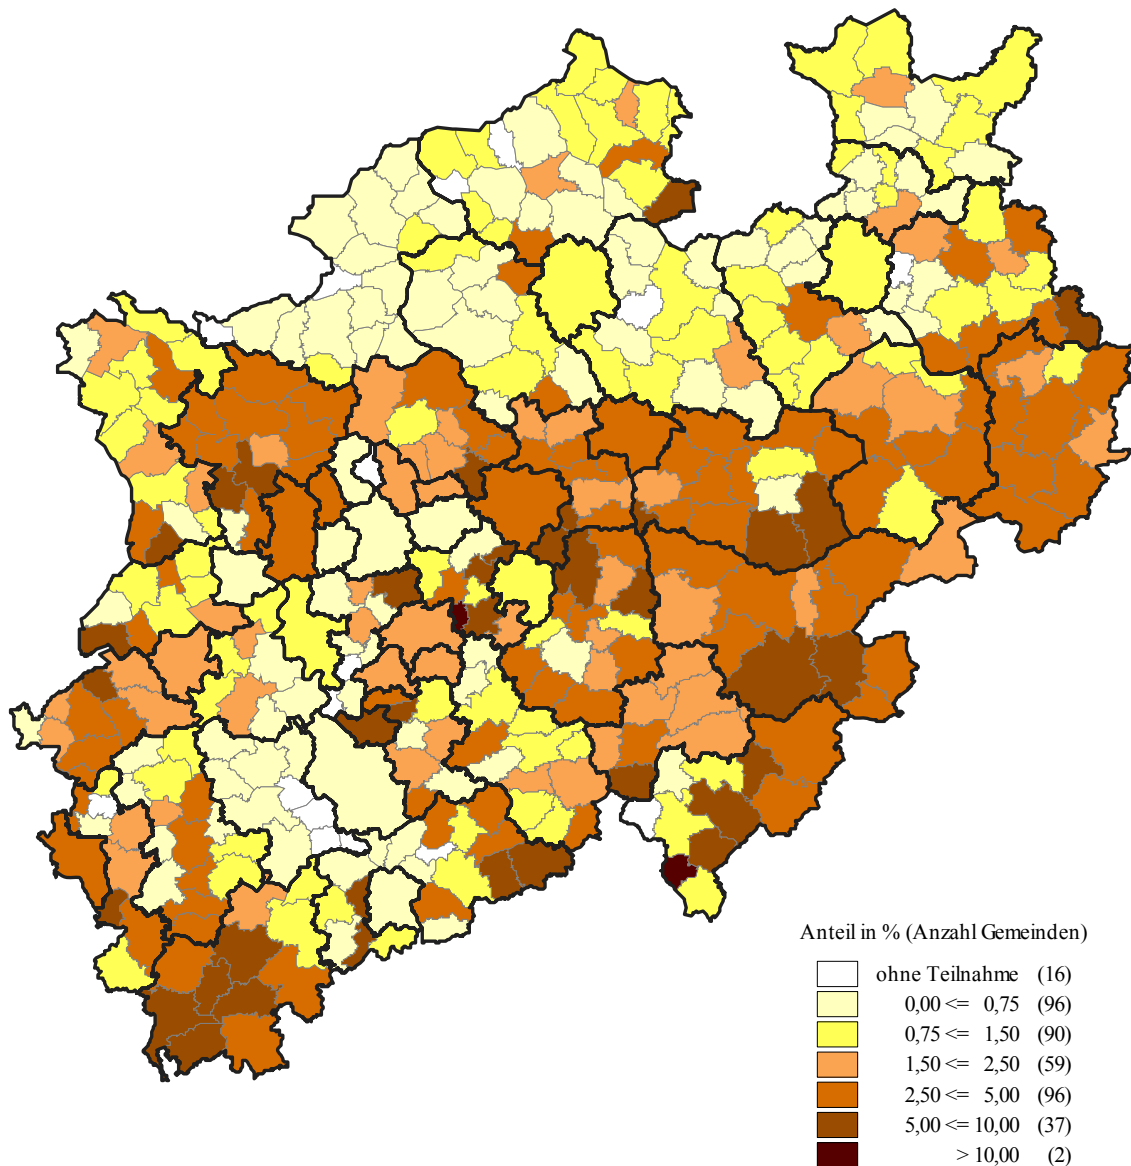 Anteil in % (Anzahl Gemeinden)
ohne Teilnahme (16)
0,00 <= 0,75 (96)
0,75 <= 1,50 (90)
1,50 <= 2,50 (59)
2,50 <= 5,00 (96)
5,00 <= 10,00 (37)
> 10,00 (2)